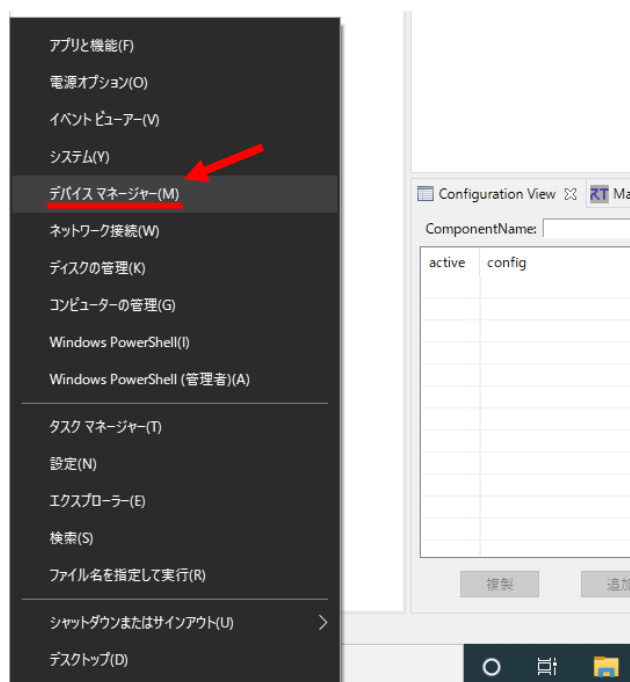 アプリと機能(F)
電源オプション(O)
イベント ビューアー(V)
システム(Y)
デバイス マネージャー(M)
ネットワーク接続(W)
ディスクの管理(K)
コンピューターの管理(G)
Windows PowerShell(I)
Windows PowerShell (管理者)(A)
タスク マネージャー(T)
設定(N)
エクスプローラー(E)
検索(S)
ファイル名を指定して実行(R)
シャットダウンまたはサインアウト(U)
デスクトップ(D)
Configuration View RT Ma
ComponentName:
active config
複製 追加